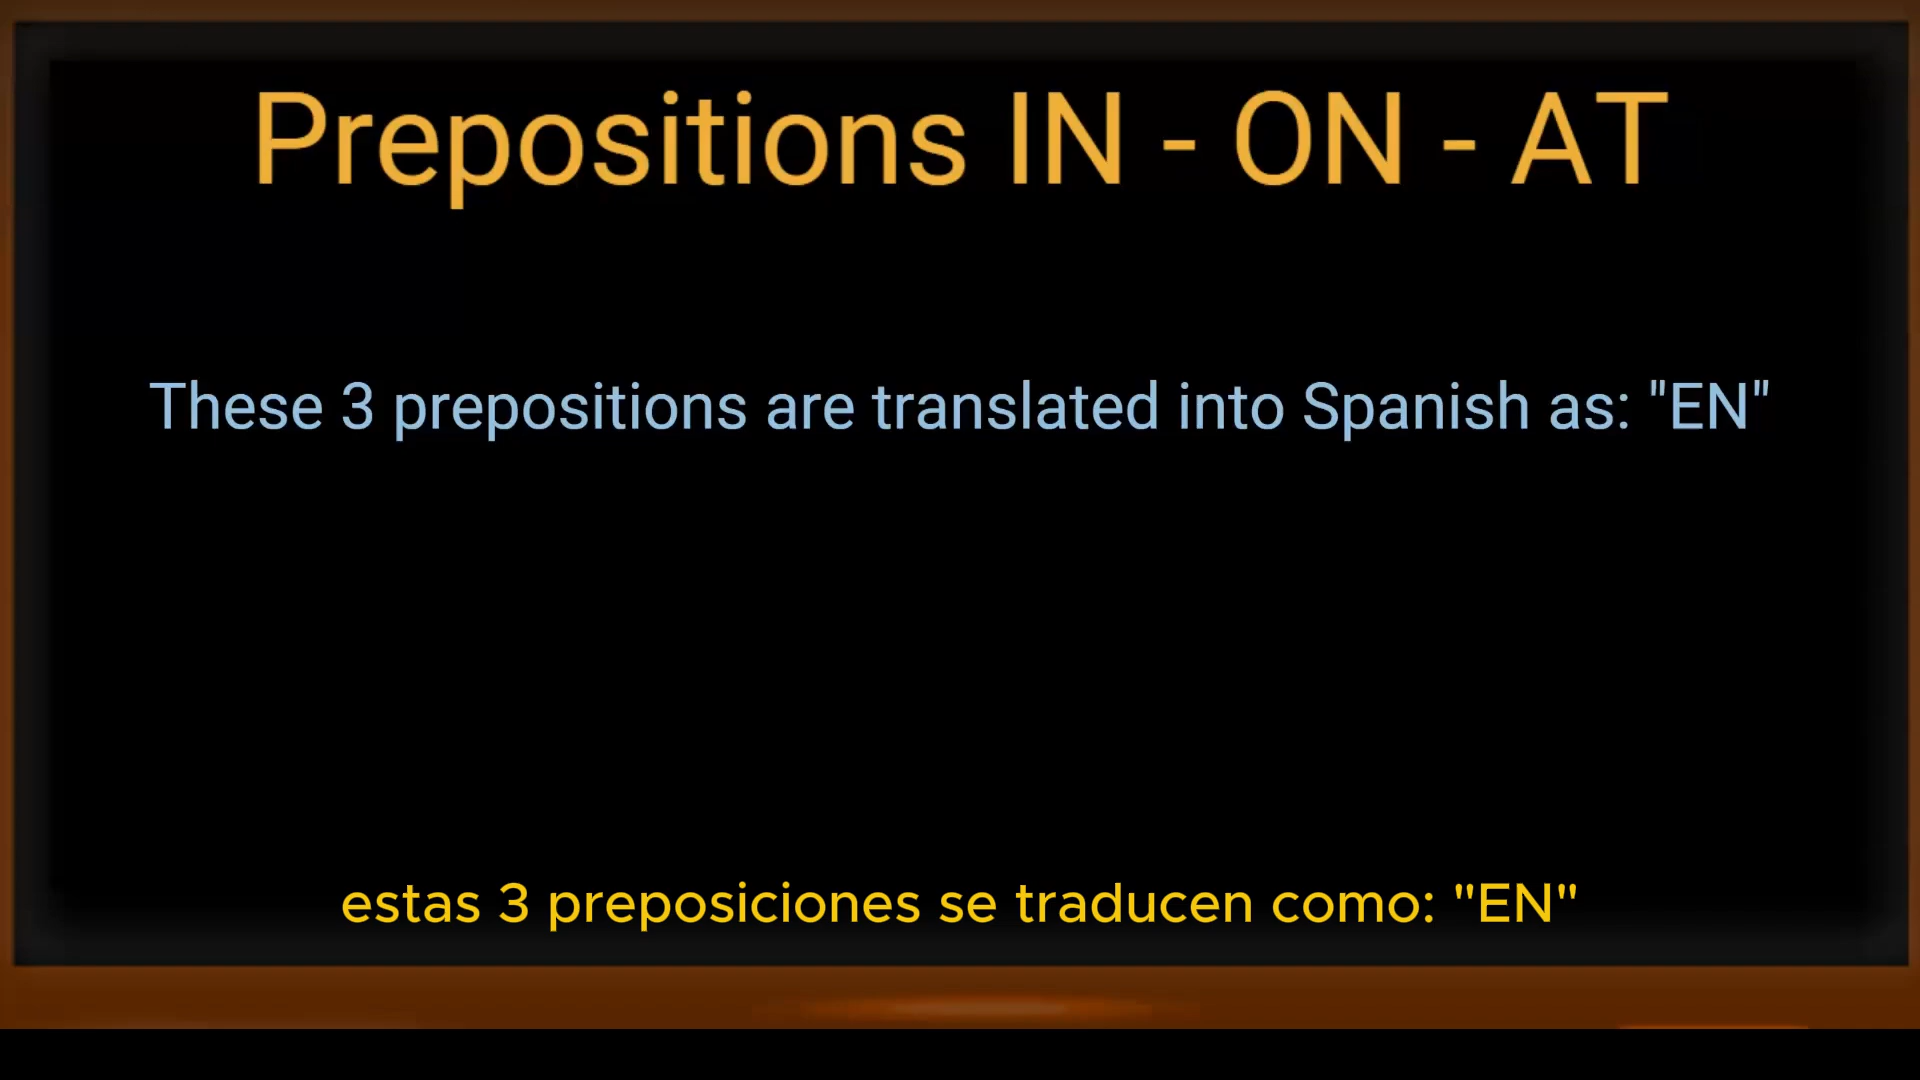 Prepositions IN - ON - AT
These 3 prepositions are translated into Spanish as: "EN"
estas 3 preposiciones se traducen como: "EN"